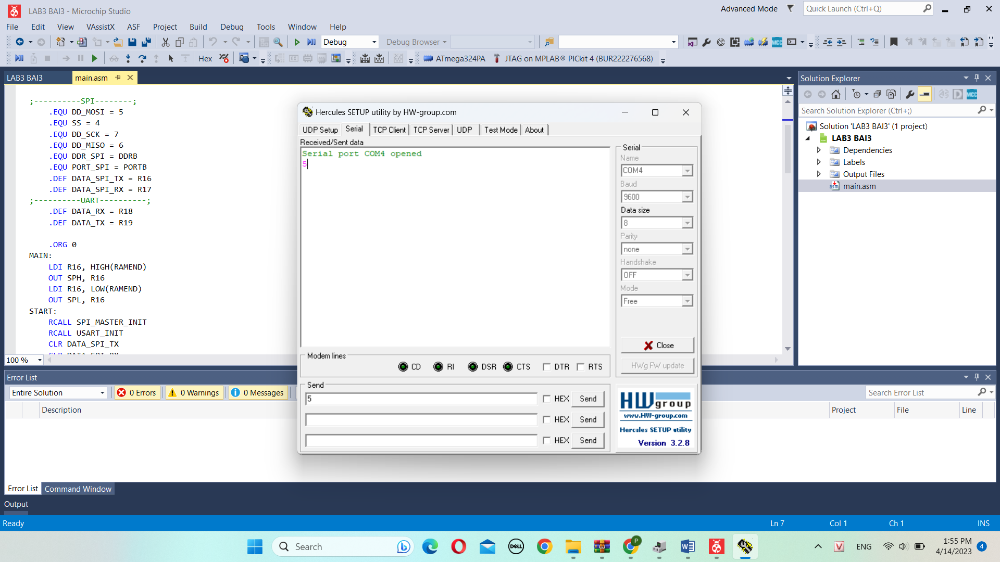 LAB3 BAI3 - Microchip Studio
Advanced Mode
Quick Launch (Ctrl+Q)
File Edit View VAssistX ASF Project Build Debug Tools Window Help
Debug
Debug Browser
Hex
ATmega324PA
JTAG on MPLAB® PICkit 4 (BUR222276568)
LAB3 BAI3
main.asm
;----------SPI--------;
.EQU DD_MOSI = 5
.EQU SS = 4
.EQU DD_SCK = 7
.EQU DD_MISO = 6
.EQU DDR_SPI = DDRB
.EQU PORT_SPI = PORTB
.DEF DATA_SPI_TX = R16
.DEF DATA_SPI_RX = R17
;----------UART----------;
.DEF DATA_RX = R18
.DEF DATA_TX = R19
.ORG 0
MAIN:
LDI R16, HIGH(RAMEND)
OUT SPH, R16
LDI R16, LOW(RAMEND)
OUT SPL, R16
START:
RCALL SPI_MASTER_INIT
RCALL USART_INIT
CLR DATA_SPI_TX
CLR DATA_SPI_RX
100 %
Hercules SETUP utility by HW-group.com
UDP Setup Serial TCP Client TCP Server UDP Test Mode About
Received/Sent data
Serial port COM4 opened
5
Serial
Name
COM4
Baud
9600
Data size
8
Parity
none
Handshake
OFF
Mode
Free
Close
HWg FW update
Modem lines
CD RI DSR CTS DTR RTS
Send
5 HEX Send
HEX Send
HEX Send
HWgroup
www.HW-group.com
Hercules SETUP utility
Version 3.2.8
Solution Explorer
MCC
Search Solution Explorer (Ctrl+;)
Solution 'LAB3 BAI3' (1 project)
LAB3 BAI3
Dependencies
Labels
Output Files
asm main.asm
Error List
Entire Solution
0 Errors
0 Warnings
0 Messages
Search Error List
Description Project File Line
Error List Command Window
Output
Ready
Ln 7 Col 1 Ch 1 INS
Search
DELL
P
V
ENG
1:55 PM
4/14/2023
4